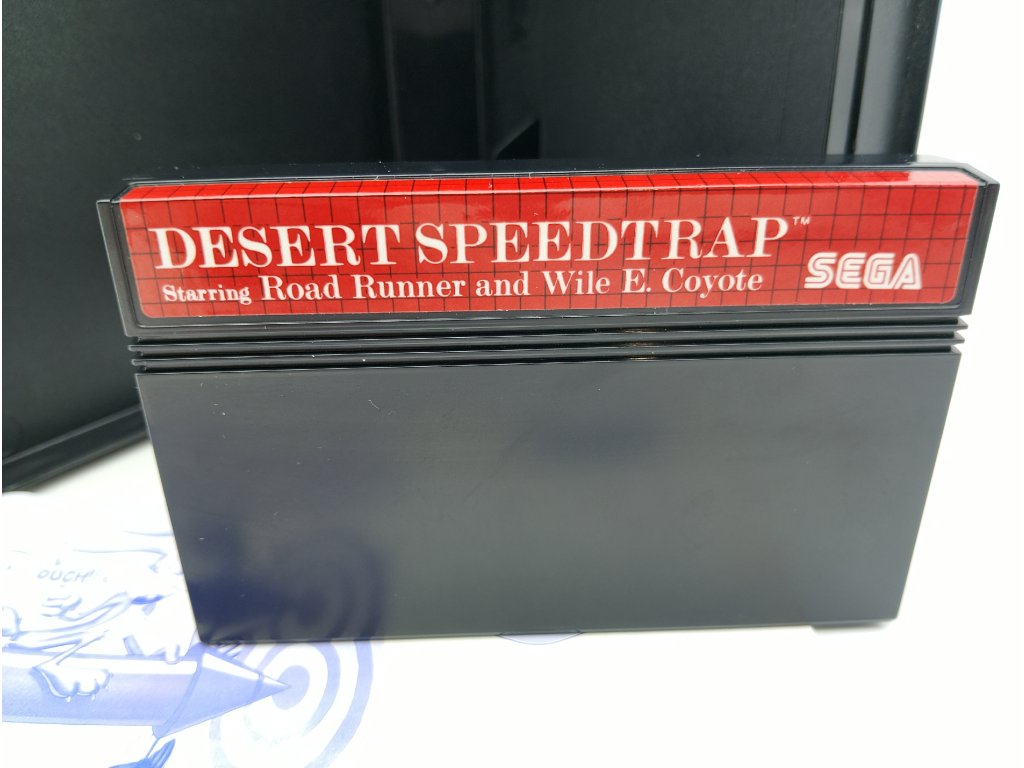 DESERT SPEEDTRAP™
Starring Road Runner and Wile E. Coyote
SEGA
OUCH